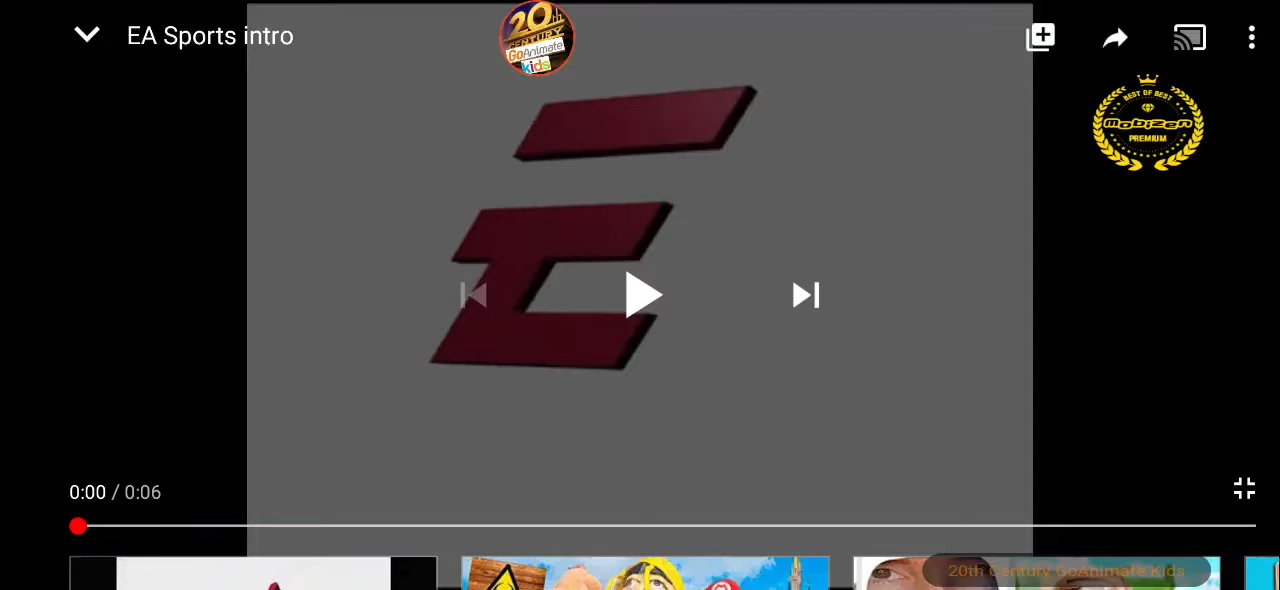 EA Sports intro
20th
CENTURY
GoAnimate
kids
BEST OF BEST
MobiZen
PREMIUM
0:00 / 0:06
20th Century GoAnimate Kids